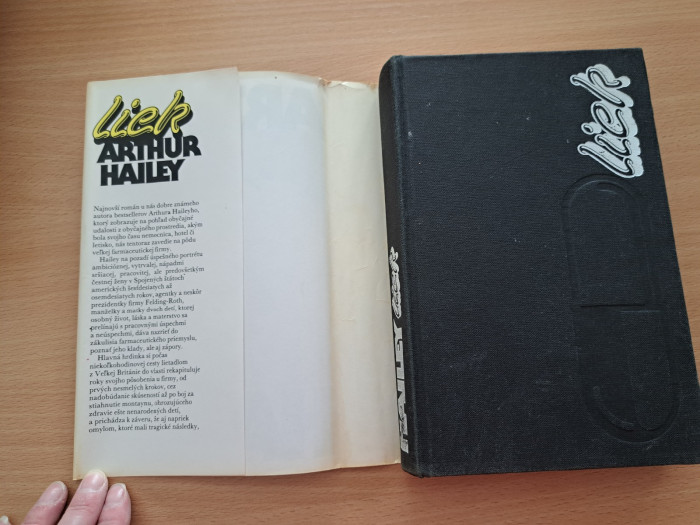 Liek
ARTHUR
HAILEY
Najnovší román u nás dobre známeho
autora bestsellerov Arthura Haileyho,
ktorý zobrazuje na pohľad obyčajné
udalosti z obyčajného prostredia, akým
bola svojho času nemocnica, hotel či
letisko, nás tentoraz zavedie na pôdu
veľkej farmaceutickej firmy.
Hailey na pozadí úspešného portrétu
ambicióznej, vytrvalej, nápadmi
sršiacej, pracovitej, ale predovšetkým
čestnej ženy v Spojených štátoch
amerických šesťdesiatych až
osemdesiatych rokov, agentky a neskôr
prezidentky firmy Felding-Roth,
manželky a matky dvoch detí, ktorej
osobný život, láska a materstvo sa
prelínajú s pracovnými úspechmi
a neúspechmi, dáva nazrieť do
zákulisia farmaceutického priemyslu,
poznať jeho klady, ale aj zápory.
Hlavná hrdinka si počas
niekoľkohodinovej cesty lietadlom
z Veľkej Británie do vlasti rekapituluje
roky svojho pôsobenia u firmy, od
prvých nesmelých krokov, cez
nadobúdanie skúseností až po boj za
stiahnutie montaynu, ohrozujúceho
zdravie ešte nenarodených detí,
a prichádza k záveru, že aj napriek
omylom, ktoré mali tragické následky,
HAILEY Liek
Liek